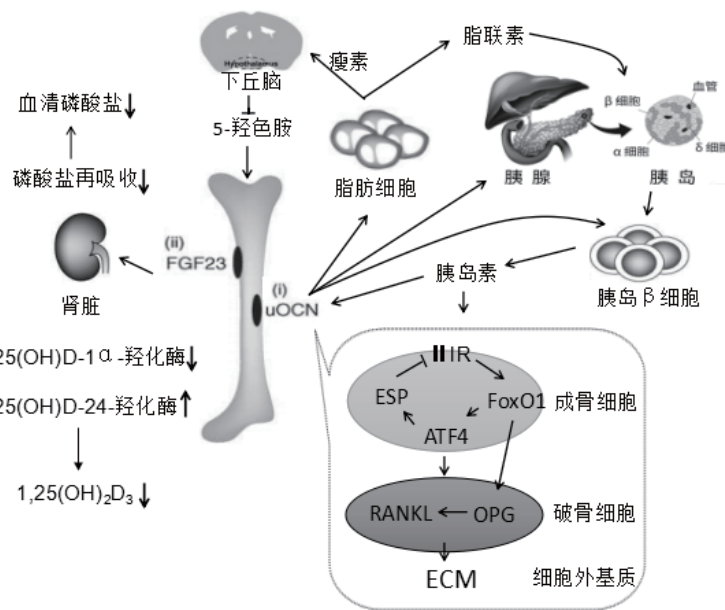 脂联素
瘦素
Hypothalamus
下丘脑
血管
β细胞
α细胞
δ细胞
血清磷酸盐↓
5-羟色胺
磷酸盐再吸收↓
脂肪细胞
胰腺
胰岛
(ii)
FGF23
肾脏
(i)
uOCN
胰岛素
胰岛β细胞
25(OH)D-1α-羟化酶↓
25(OH)D-24-羟化酶↑
1,25(OH)₂D₃↓
IIIR
ESP
FoxO1
成骨细胞
ATF4
RANKL
OPG
破骨细胞
ECM
细胞外基质